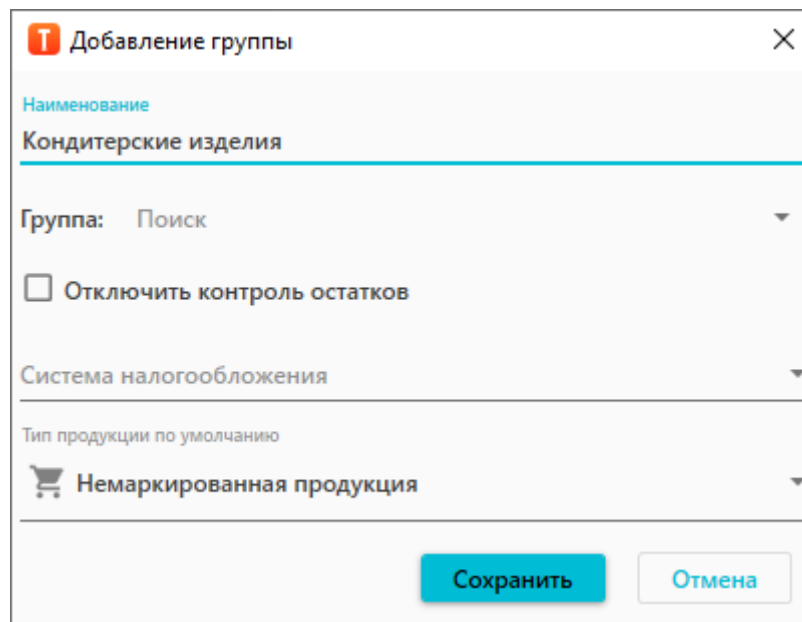 T Добавление группы
Наименование
Кондитерские изделия
Группа: Поиск
Отключить контроль остатков
Система налогообложения
Тип продукции по умолчанию
Немаркированная продукция
Сохранить Отмена